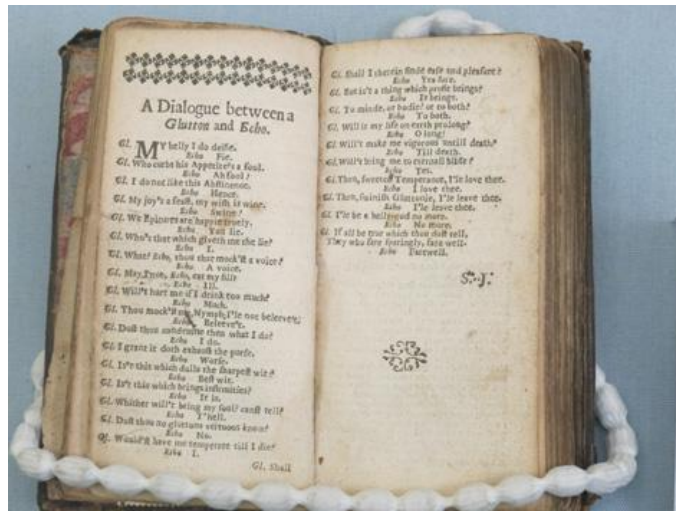 A Dialogue between a
Glutton and Echo.
Gl. MY belly I do deifie.
Echo Fie.
Gl. Who curbs his Appetite's a fool.
Echo Ah fool!
Gl. I do not like this Abstinence.
Echo Hence.
Gl. My joy's a feast, my wish is wine.
Echo Swine!
Gl. We Epicures are happie truely.
Echo You lie.
Gl. Who's that which giveth me the lie?
Echo I.
Gl. What? Echo, thou that mock'st a voice?
Echo A voice.
Gl. May I not, Echo, eat my fill?
Echo Ill.
Gl. Will't hurt me if I drink too much?
Echo Much.
Gl. Thou mock'st me, Nymph, I'le not beleeve't;
Echo Beleeve't.
Gl. Dost thou condemne then what I do?
Echo I do.
Gl. I grant it doth exhaust the purse.
Echo Worse.
Gl. Is't this which dulls the sharpest wit?
Echo Best wit.
Gl. Is't this which brings infirmities?
Echo It is.
Gl. Whither will't bring my soul? canst tell?
Echo T'hell.
Gl. Dost thou no gluttons vertuous know?
Echo No.
Gl. Would'st have me temperate till I die?
Echo I.
Gl. Shall
Gl. Shall I therein finde ease and pleasure?
Echo Yea sure.
Gl. But is't a thing which profit brings?
Echo It brings.
Gl. To minde, or bodie? or to both?
Echo To both.
Gl. Will it my life on earth prolong?
Echo O long!
Gl. Will't make me vigorous untill death?
Echo Till death.
Gl. Will't bring me to eternall blisse?
Echo Yes.
Gl. Then, sweetest Temperance, I'le love thee.
Echo I love thee.
Gl. Then, swinish Gluttonie, I'le leave thee.
Echo I'le leave thee.
Gl. I'le be a belli-god no more.
Echo No more.
Gl. If all be true which thou dost tell,
They who fare sparingly, fare well.
Echo Farewell.
S. J.